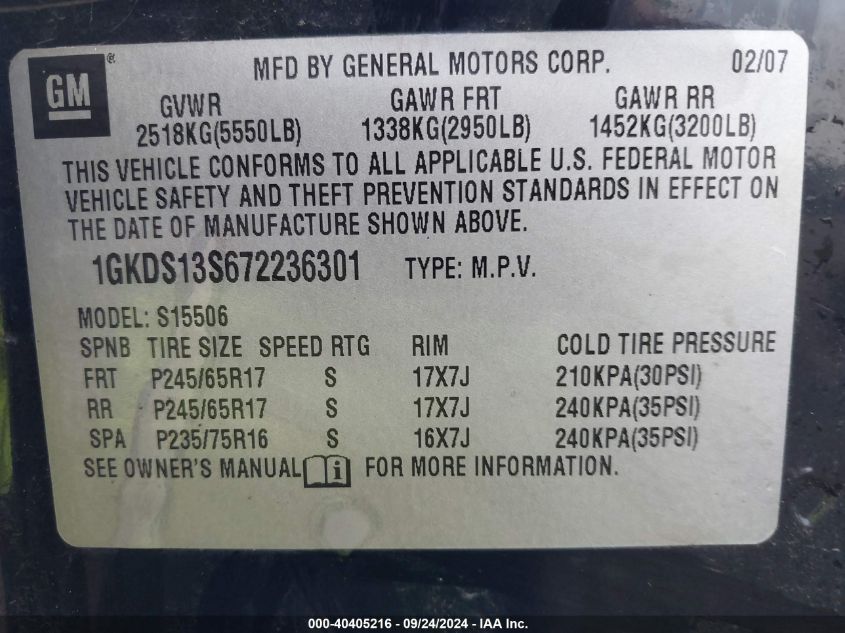 GM ® MFD BY GENERAL MOTORS CORP. 02/07
GVWR GAWR FRT GAWR RR
2518KG(5550LB) 1338KG(2950LB) 1452KG(3200LB)
THIS VEHICLE CONFORMS TO ALL APPLICABLE U.S. FEDERAL MOTOR
VEHICLE SAFETY AND THEFT PREVENTION STANDARDS IN EFFECT ON
THE DATE OF MANUFACTURE SHOWN ABOVE.
1GKDS13S672236301 TYPE: M.P.V.
MODEL: S15506
SPNB TIRE SIZE SPEED RTG RIM COLD TIRE PRESSURE
FRT P245/65R17 S 17X7J 210KPA(30PSI)
RR P245/65R17 S 17X7J 240KPA(35PSI)
SPA P235/75R16 S 16X7J 240KPA(35PSI)
SEE OWNER'S MANUAL i FOR MORE INFORMATION.
000-40405216 - 09/24/2024 - IAA Inc.